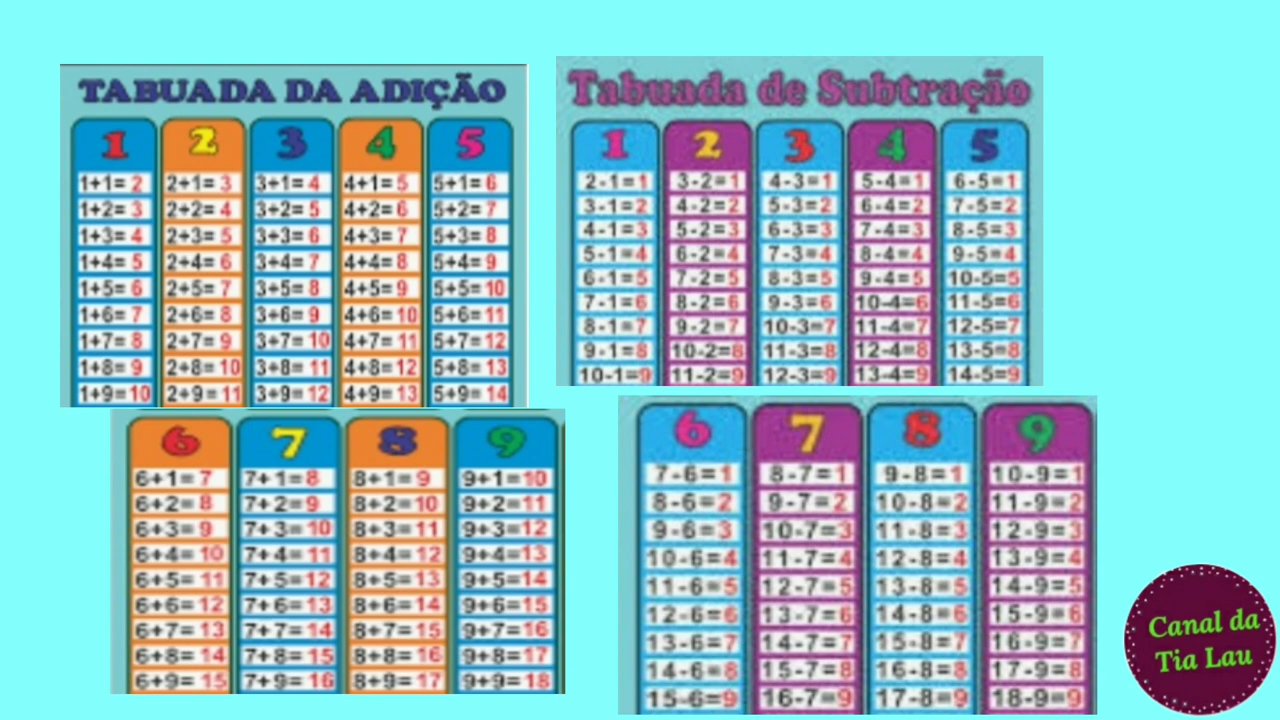 TABUADA DA ADIÇÃO
1 2 3 4 5
1+1= 2 2+1= 3 3+1= 4 4+1= 5 5+1= 6
1+2= 3 2+2= 4 3+2= 5 4+2= 6 5+2= 7
1+3= 4 2+3= 5 3+3= 6 4+3= 7 5+3= 8
1+4= 5 2+4= 6 3+4= 7 4+4= 8 5+4= 9
1+5= 6 2+5= 7 3+5= 8 4+5= 9 5+5= 10
1+6= 7 2+6= 8 3+6= 9 4+6= 10 5+6= 11
1+7= 8 2+7= 9 3+7= 10 4+7= 11 5+7= 12
1+8= 9 2+8= 10 3+8= 11 4+8= 12 5+8= 13
1+9= 10 2+9= 11 3+9= 12 4+9= 13 5+9= 14
6 7 8 9
6+1= 7 7+1= 8 8+1= 9 9+1=10
6+2= 8 7+2= 9 8+2= 10 9+2=11
6+3= 9 7+3= 10 8+3= 11 9+3=12
6+4= 10 7+4= 11 8+4= 12 9+4=13
6+5= 11 7+5= 12 8+5= 13 9+5=14
6+6= 12 7+6= 13 8+6= 14 9+6=15
6+7= 13 7+7= 14 8+7= 15 9+7=16
6+8= 14 7+8= 15 8+8= 16 9+8=17
6+9= 15 7+9= 16 8+9= 17 9+9=18
Tabuada de Subtração
1 2 3 4 5
2-1=1 3-2=1 4-3=1 5-4=1 6-5=1
3-1=2 4-2=2 5-3=2 6-4=2 7-5=2
4-1=3 5-2=3 6-3=3 7-4=3 8-5=3
5-1=4 6-2=4 7-3=4 8-4=4 9-5=4
6-1=5 7-2=5 8-3=5 9-4=5 10-5=5
7-1=6 8-2=6 9-3=6 10-4=6 11-5=6
8-1=7 9-2=7 10-3=7 11-4=7 12-5=7
9-1=8 10-2=8 11-3=8 12-4=8 13-5=8
10-1=9 11-2=9 12-3=9 13-4=9 14-5=9
6 7 8 9
7-6=1 8-7=1 9-8=1 10-9=1
8-6=2 9-7=2 10-8=2 11-9=2
9-6=3 10-7=3 11-8=3 12-9=3
10-6=4 11-7=4 12-8=4 13-9=4
11-6=5 12-7=5 13-8=5 14-9=5
12-6=6 13-7=6 14-8=6 15-9=6
13-6=7 14-7=7 15-8=7 16-9=7
14-6=8 15-7=8 16-8=8 17-9=8
15-6=9 16-7=9 17-8=9 18-9=9
Canal da
Tia Lau